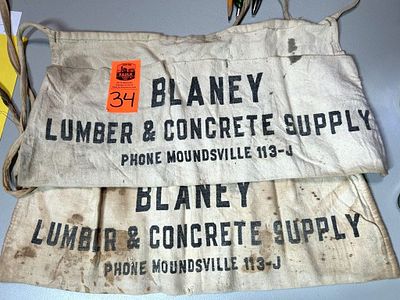 34
BLANEY
LUMBER & CONCRETE SUPPLY
PHONE MOUNDSVILLE 113-J
BLANEY
LUMBER & CONCRETE SUPPLY
PHONE MOUNDSVILLE 113-J